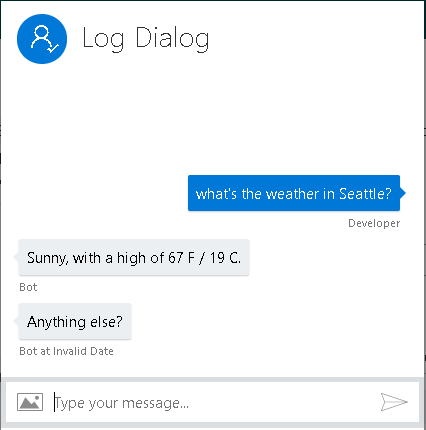 Log Dialog
what's the weather in Seattle?
Developer
Sunny, with a high of 67 F / 19 C.
Bot
Anything else?
Bot at Invalid Date
Type your message...